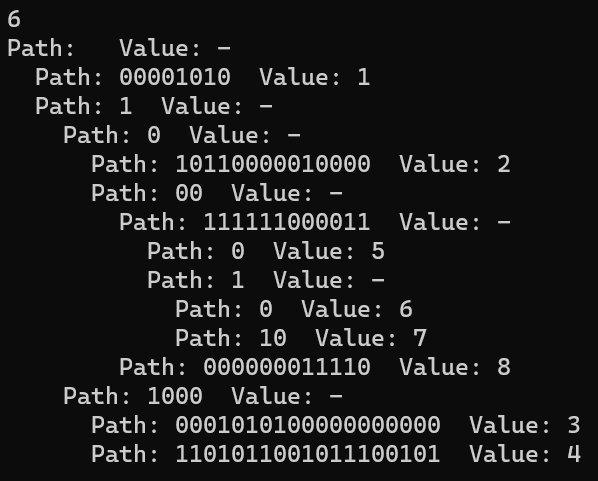 6
Path:   Value: -
  Path: 00001010  Value: 1
  Path: 1  Value: -
    Path: 0  Value: -
      Path: 10110000010000  Value: 2
      Path: 00  Value: -
        Path: 111111000011  Value: -
          Path: 0  Value: 5
          Path: 1  Value: -
            Path: 0  Value: 6
            Path: 10  Value: 7
        Path: 000000011110  Value: 8
    Path: 1000  Value: -
      Path: 0001010100000000000  Value: 3
      Path: 1101011001011100101  Value: 4